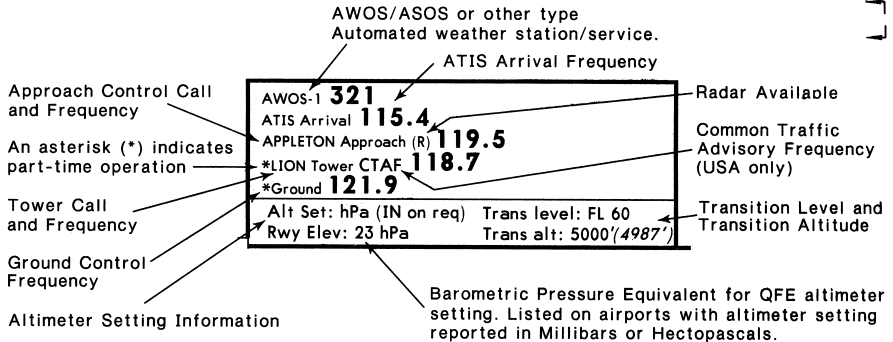 AWOS/ASOS or other type
Automated weather station/service.
ATIS Arrival Frequency
Approach Control Call
and Frequency
An asterisk (*) indicates
part-time operation
Tower Call
and Frequency
Ground Control
Frequency
Altimeter Setting Information
AWOS-1 321
ATIS Arrival 115.4
APPLETON Approach (R) 119.5
*LION Tower CTAF 118.7
*Ground 121.9
Alt Set: hPa (IN on req) Trans level: FL 60
Rwy Elev: 23 hPa Trans alt: 5000'(4987')
Radar Available
Common Traffic
Advisory Frequency
(USA only)
Transition Level and
Transition Altitude
Barometric Pressure Equivalent for QFE altimeter
setting. Listed on airports with altimeter setting
reported in Millibars or Hectopascals.